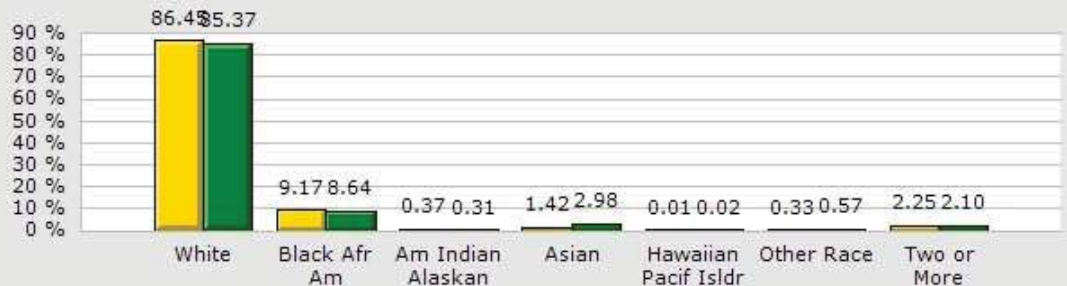 86.45 85.37
90 %
80 %
70 %
60 %
50 %
40 %
30 %
20 %
10 %
0 %
9.17 8.64
0.37 0.31
1.42 2.98
0.01 0.02
0.33 0.57
2.25 2.10
White
Black Afr
Am
Am Indian
Alaskan
Asian
Hawaiian
Pacif Isldr
Other Race
Two or
More